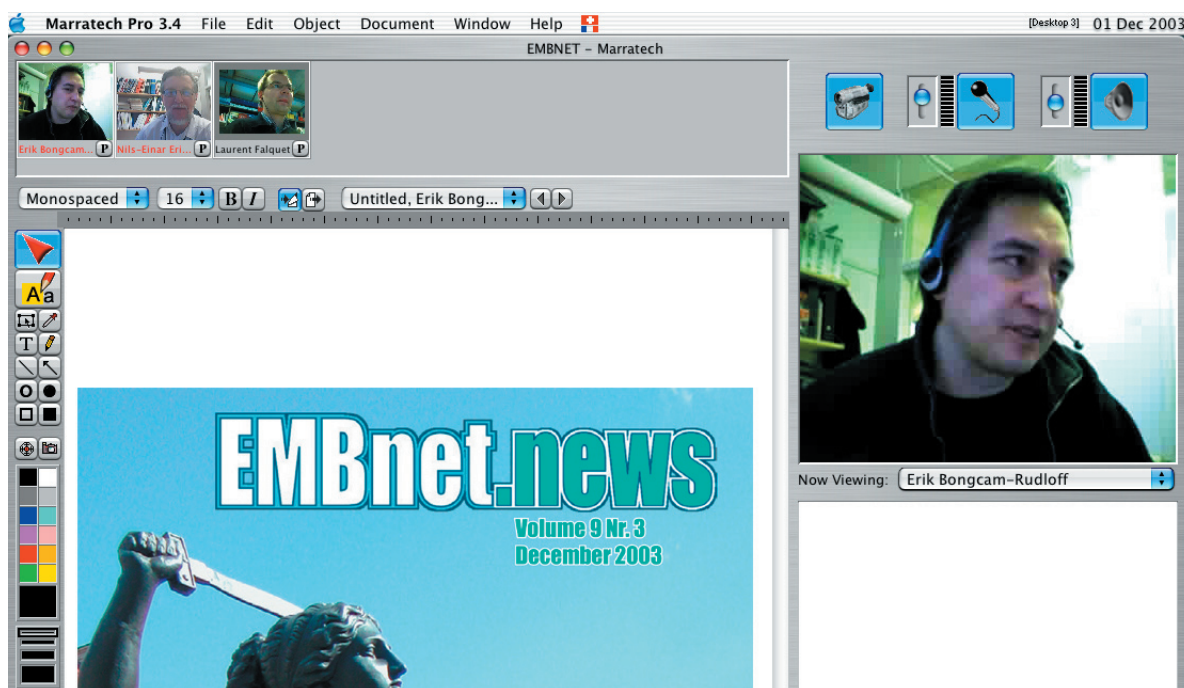 Marratech Pro 3.4 File Edit Object Document Window Help [Desktop 3] 01 Dec 2003
EMBNET – Marratech
Erik Bongcam... P Nils-Einar Eri... P Laurent Falquet P
Monospaced 16 B I Untitled, Erik Bong...
A a
T
EMBnet.news
Volume 9 Nr. 3
December 2003
Now Viewing: Erik Bongcam-Rudloff